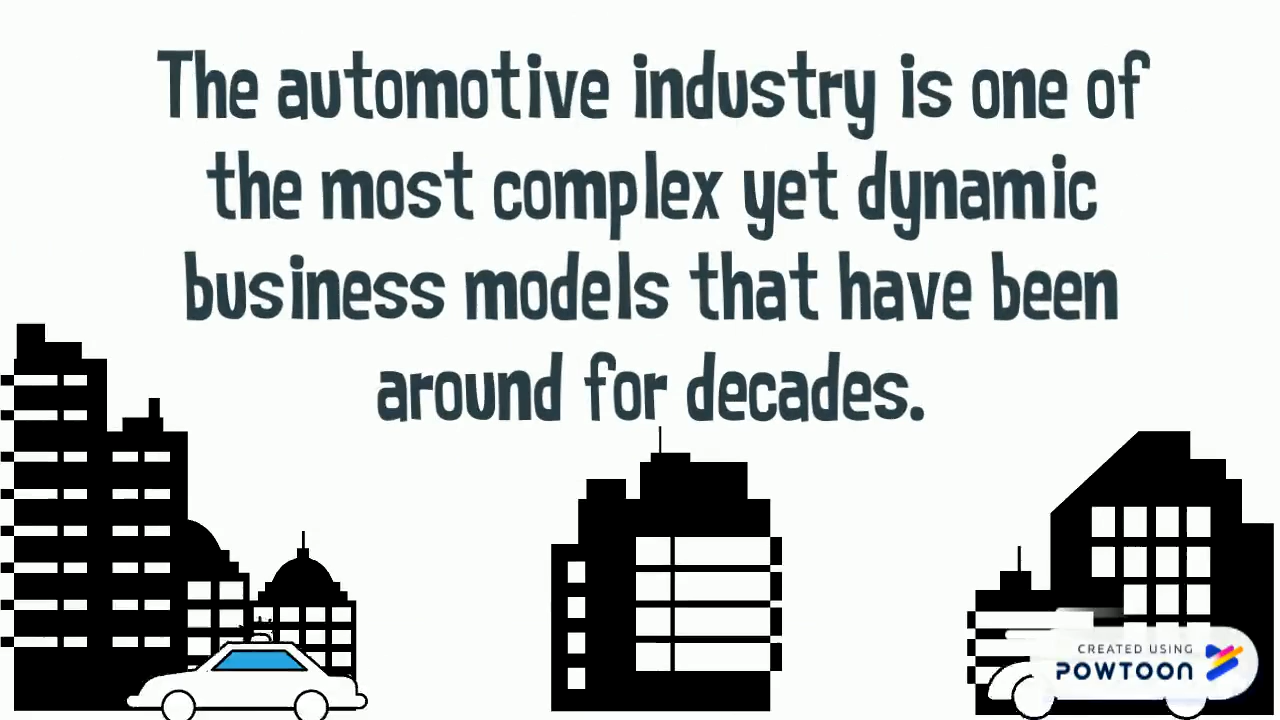 The automotive industry is one of
the most complex yet dynamic
business models that have been
around for decades.
CREATED USING
POWTOON